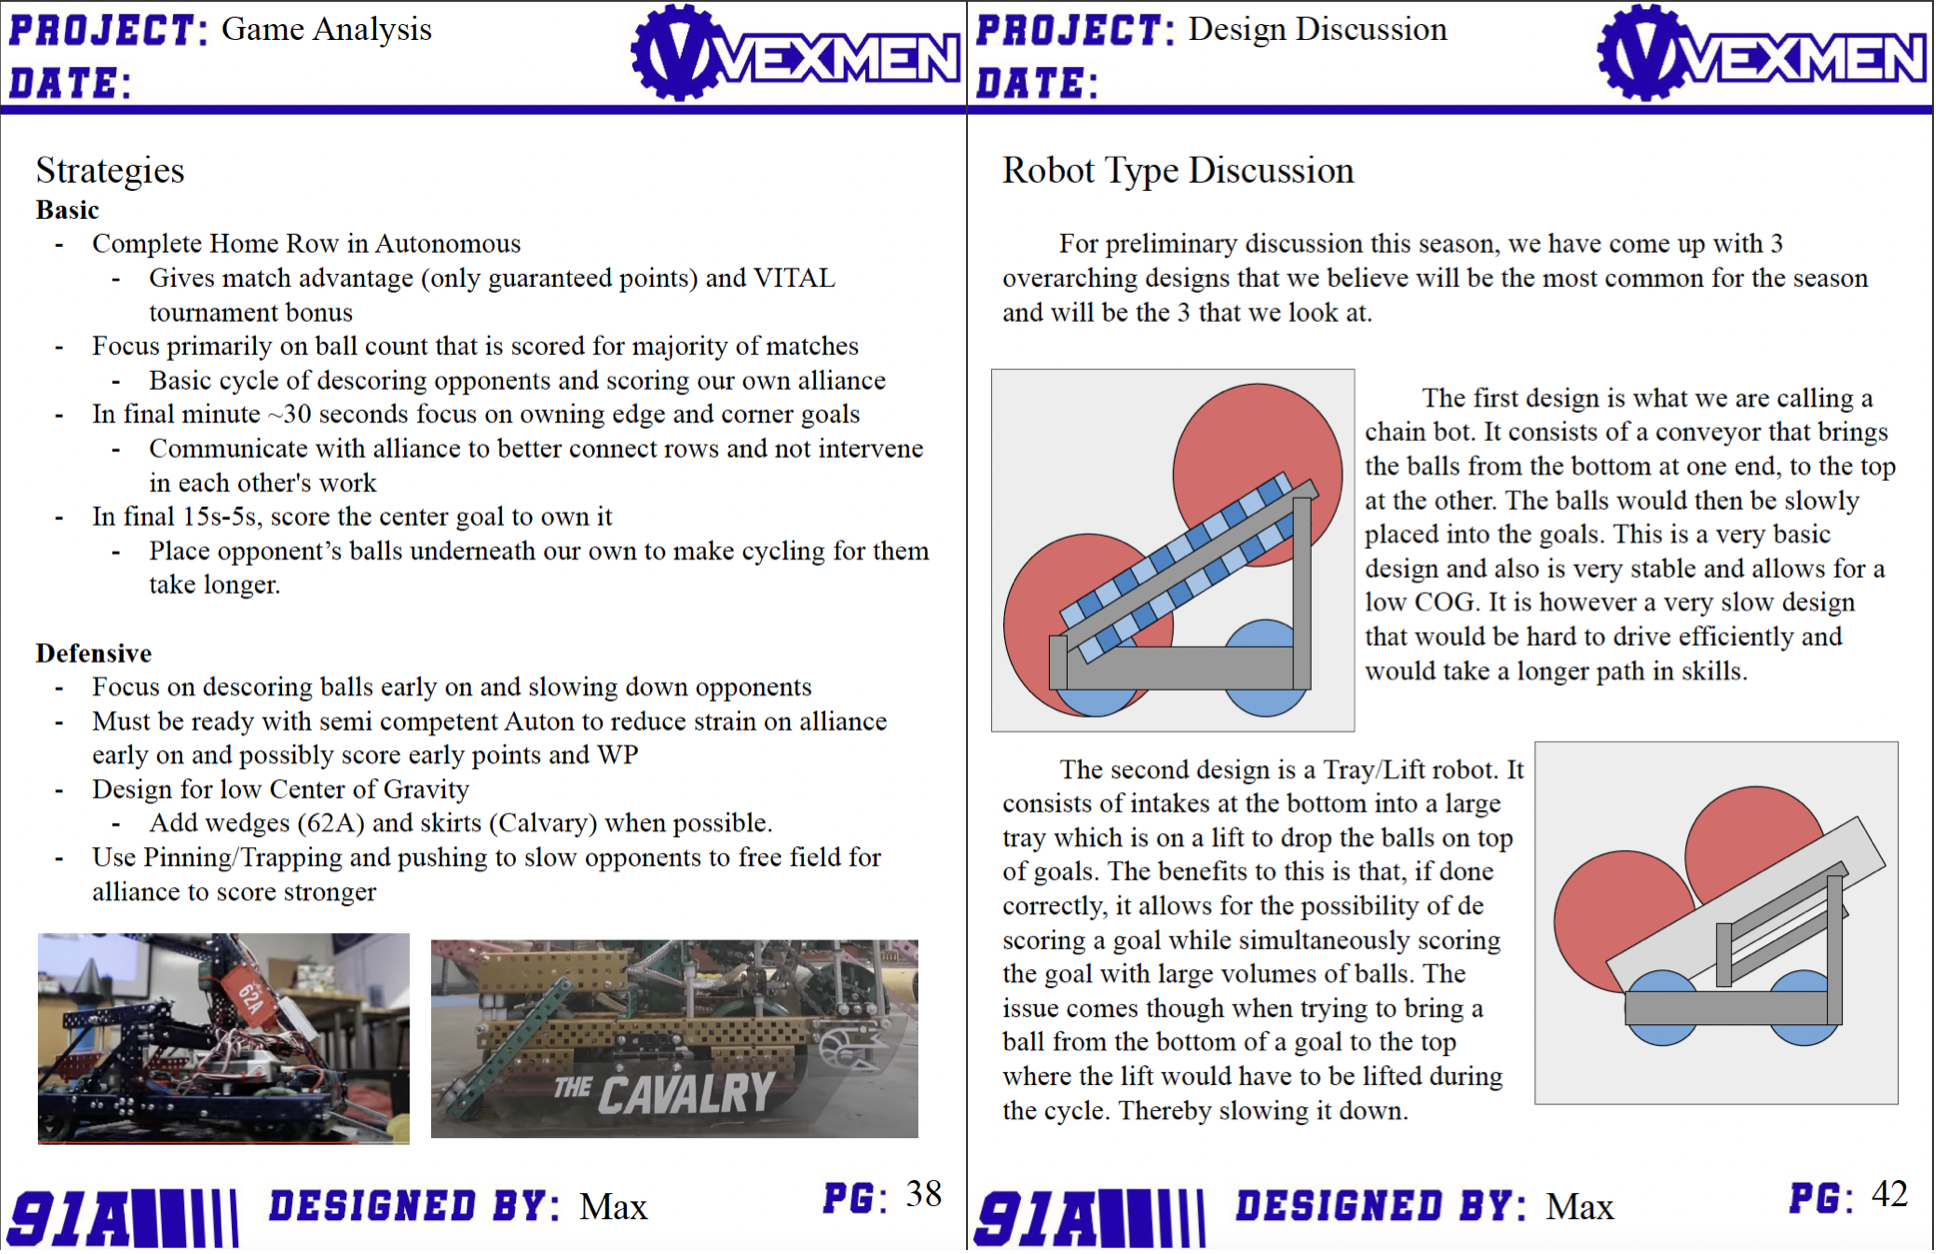 PROJECT: Game Analysis
DATE:
VVEXMEN
Strategies
Basic
- Complete Home Row in Autonomous
- Gives match advantage (only guaranteed points) and VITAL
tournament bonus
- Focus primarily on ball count that is scored for majority of matches
- Basic cycle of descoring opponents and scoring our own alliance
- In final minute ~30 seconds focus on owning edge and corner goals
- Communicate with alliance to better connect rows and not intervene
in each other's work
- In final 15s-5s, score the center goal to own it
- Place opponent’s balls underneath our own to make cycling for them
take longer.
Defensive
- Focus on descoring balls early on and slowing down opponents
- Must be ready with semi competent Auton to reduce strain on alliance
early on and possibly score early points and WP
- Design for low Center of Gravity
- Add wedges (62A) and skirts (Calvary) when possible.
- Use Pinning/Trapping and pushing to slow opponents to free field for
alliance to score stronger
62A
THE CAVALRY
91A
DESIGNED BY: Max
PG: 38
PROJECT: Design Discussion
DATE:
VVEXMEN
Robot Type Discussion
For preliminary discussion this season, we have come up with 3
overarching designs that we believe will be the most common for the season
and will be the 3 that we look at.
The first design is what we are calling a
chain bot. It consists of a conveyor that brings
the balls from the bottom at one end, to the top
at the other. The balls would then be slowly
placed into the goals. This is a very basic
design and also is very stable and allows for a
low COG. It is however a very slow design
that would be hard to drive efficiently and
would take a longer path in skills.
The second design is a Tray/Lift robot. It
consists of intakes at the bottom into a large
tray which is on a lift to drop the balls on top
of goals. The benefits to this is that, if done
correctly, it allows for the possibility of de
scoring a goal while simultaneously scoring
the goal with large volumes of balls. The
issue comes though when trying to bring a
ball from the bottom of a goal to the top
where the lift would have to be lifted during
the cycle. Thereby slowing it down.
91A
DESIGNED BY: Max
PG: 42